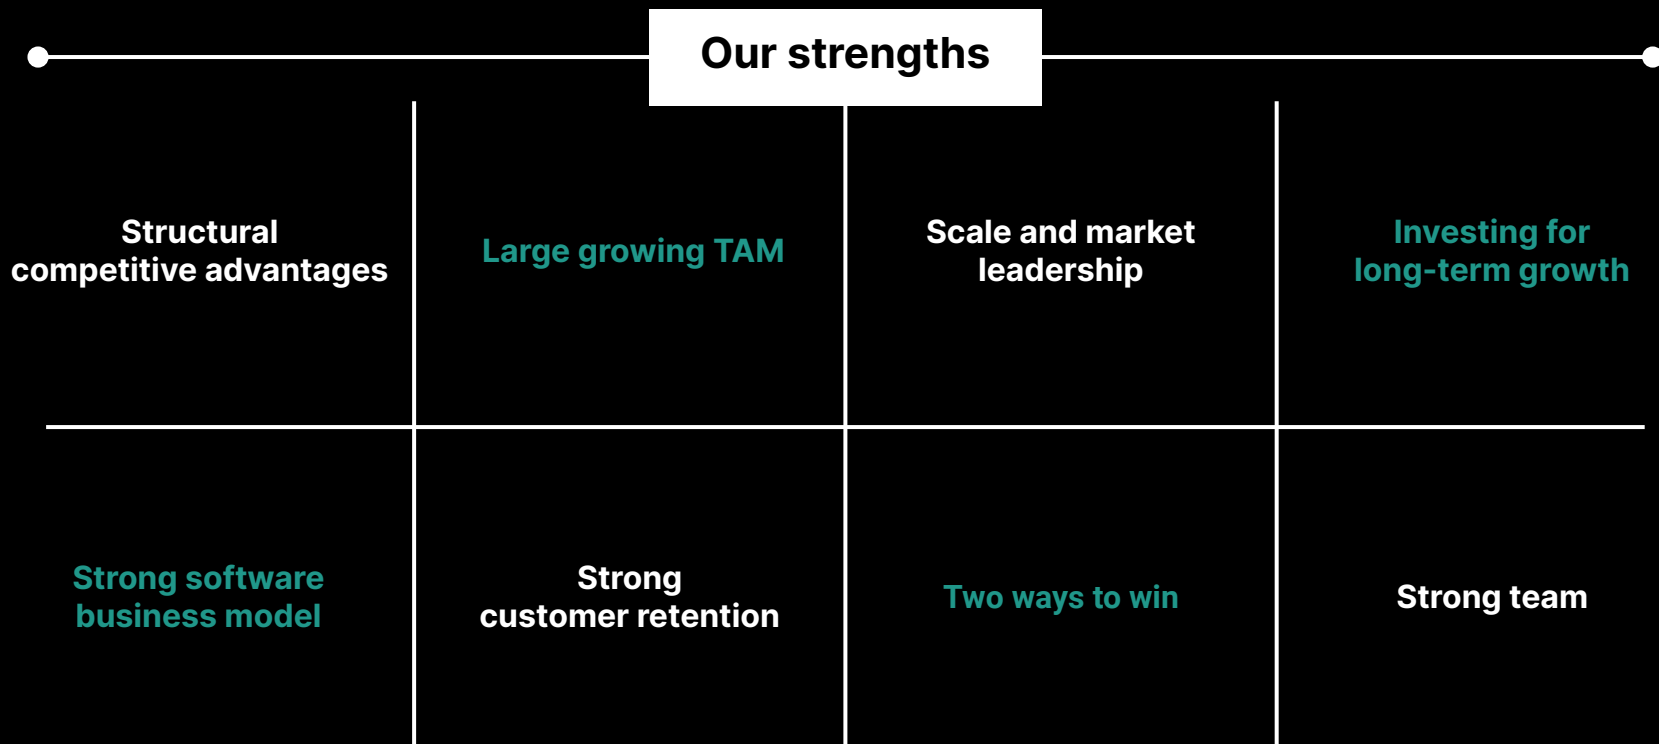 Our strengths
Structural
competitive advantages
Large growing TAM
Scale and market
leadership
Investing for
long-term growth
Strong software
business model
Strong
customer retention
Two ways to win
Strong team